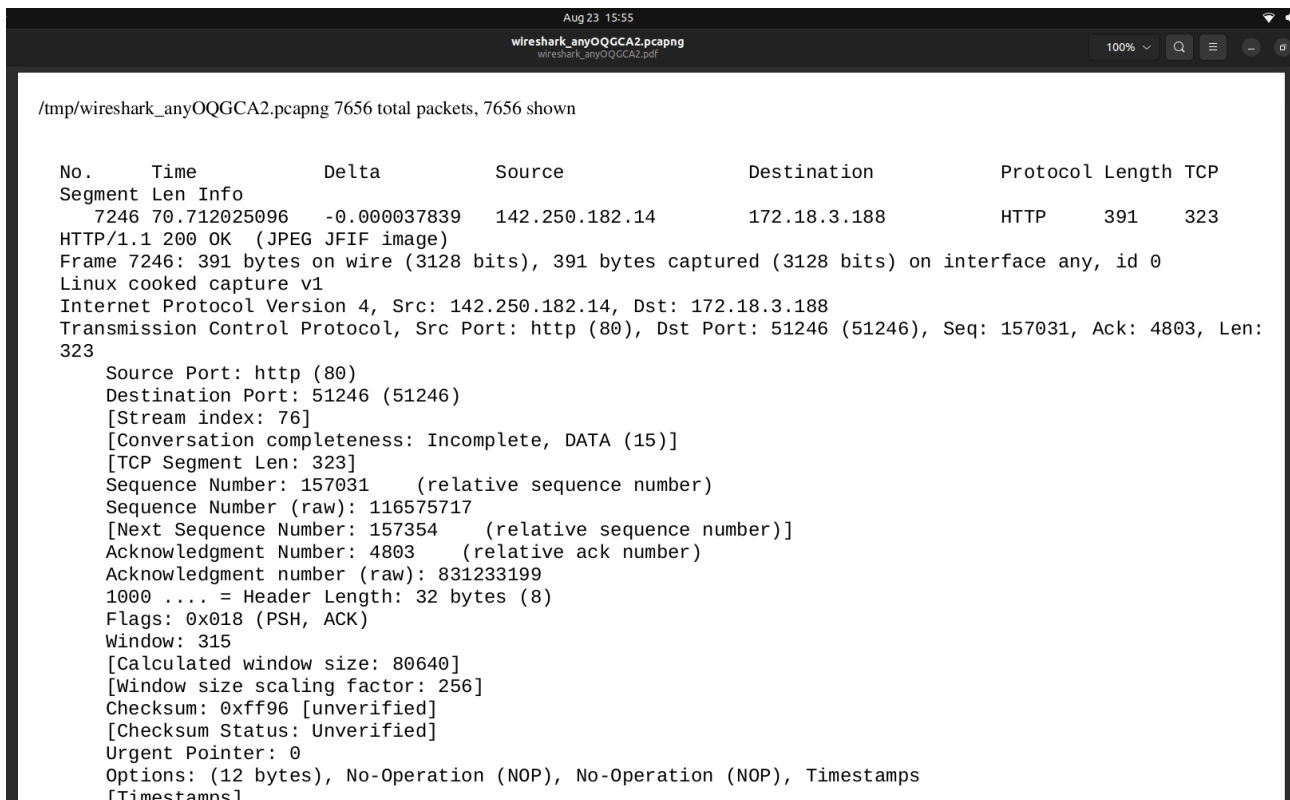 Aug 23 15:55
wireshark_anyOQGCA2.pcapng
wireshark_anyOQGCA2.pdf
100%
/tmp/wireshark_anyOQGCA2.pcapng 7656 total packets, 7656 shown
No. Time Delta Source Destination Protocol Length TCP
Segment Len Info
7246 70.712025096 -0.000037839 142.250.182.14 172.18.3.188 HTTP 391 323
HTTP/1.1 200 OK (JPEG JFIF image)
Frame 7246: 391 bytes on wire (3128 bits), 391 bytes captured (3128 bits) on interface any, id 0
Linux cooked capture v1
Internet Protocol Version 4, Src: 142.250.182.14, Dst: 172.18.3.188
Transmission Control Protocol, Src Port: http (80), Dst Port: 51246 (51246), Seq: 157031, Ack: 4803, Len:
323
Source Port: http (80)
Destination Port: 51246 (51246)
[Stream index: 76]
[Conversation completeness: Incomplete, DATA (15)]
[TCP Segment Len: 323]
Sequence Number: 157031 (relative sequence number)
Sequence Number (raw): 116575717
[Next Sequence Number: 157354 (relative sequence number)]
Acknowledgment Number: 4803 (relative ack number)
Acknowledgment number (raw): 831233199
1000 .... = Header Length: 32 bytes (8)
Flags: 0x018 (PSH, ACK)
Window: 315
[Calculated window size: 80640]
[Window size scaling factor: 256]
Checksum: 0xff96 [unverified]
[Checksum Status: Unverified]
Urgent Pointer: 0
Options: (12 bytes), No-Operation (NOP), No-Operation (NOP), Timestamps
[Timestamps]